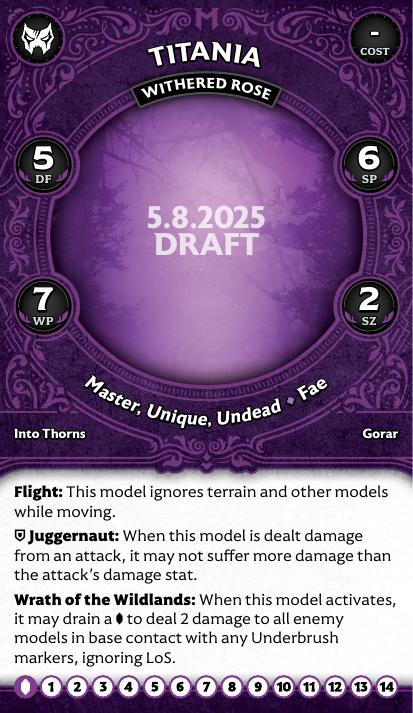 -
COST
TITANIA
WITHERED ROSE
5
DF
6
SP
5.8.2025
DRAFT
7
WP
2
SZ
Master, Unique, Undead ◆ Fae
Into Thorns
Gorar
Flight: This model ignores terrain and other models
while moving.
Juggernaut: When this model is dealt damage
from an attack, it may not suffer more damage than
the attack's damage stat.
Wrath of the Wildlands: When this model activates,
it may drain a to deal 2 damage to all enemy
models in base contact with any Underbrush
markers, ignoring LoS.
1 2 3 4 5 6 7 8 9 10 11 12 13 14